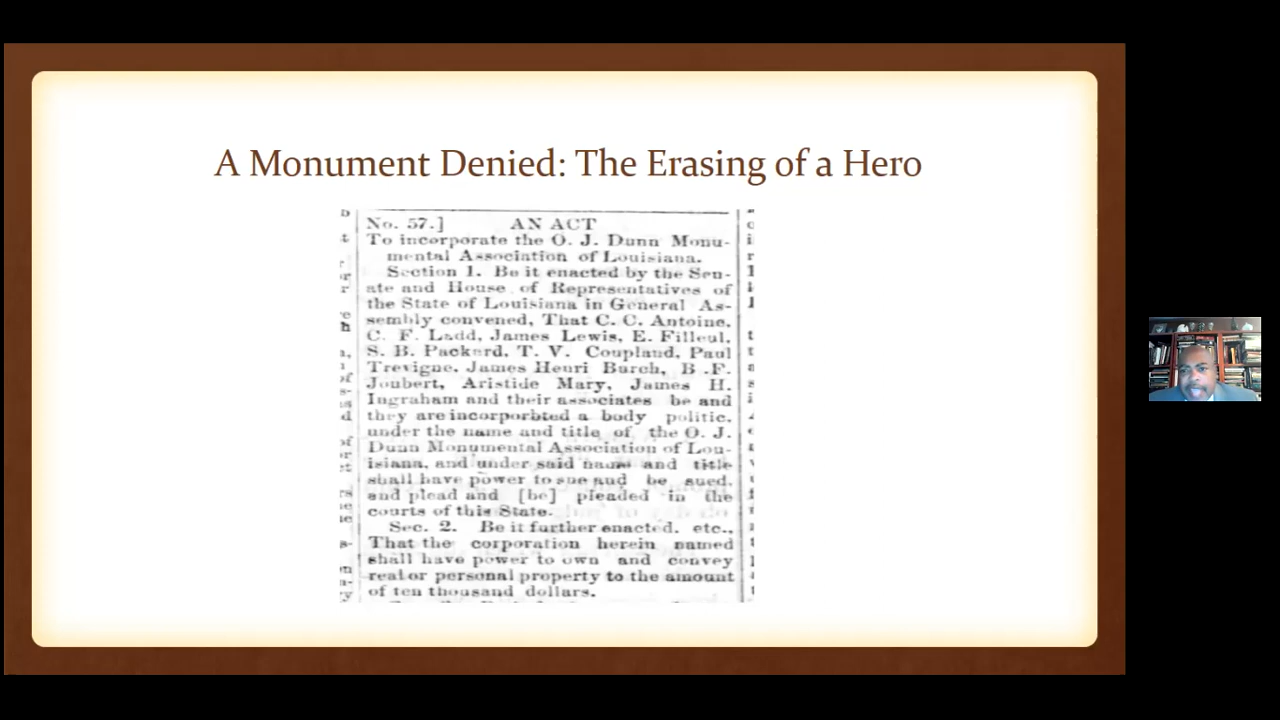 A Monument Denied: The Erasing of a Hero
No. 57.] AN ACT
To incorporate the O. J. Dunn Monu-
mental Association of Louisiana.
Section 1. Be it enacted by the Sen-
ate and House of Representatives of
the State of Louisiana in General As-
sembly convened, That C. C. Antoine,
C. F. Ladd, James Lewis, E. Filleul,
S. B. Packard, T. V. Coupland, Paul
Trevigne, James Henri Burch, B .F.
Joubert, Aristide Mary, James H.
Ingraham and their associates be and
they are incorporbted a body politic,
under the name and title of the O. J.
Dunn Monumental Association of Lou-
isiana, and under said name and title
shall have power to sue and be sued,
and plead and [be] pleaded in the
courts of this State.
Sec. 2. Be it further enacted, etc.,
That the corporation herein named
shall have power to own and convey
real or personal property to the amount
of ten thousand dollars.